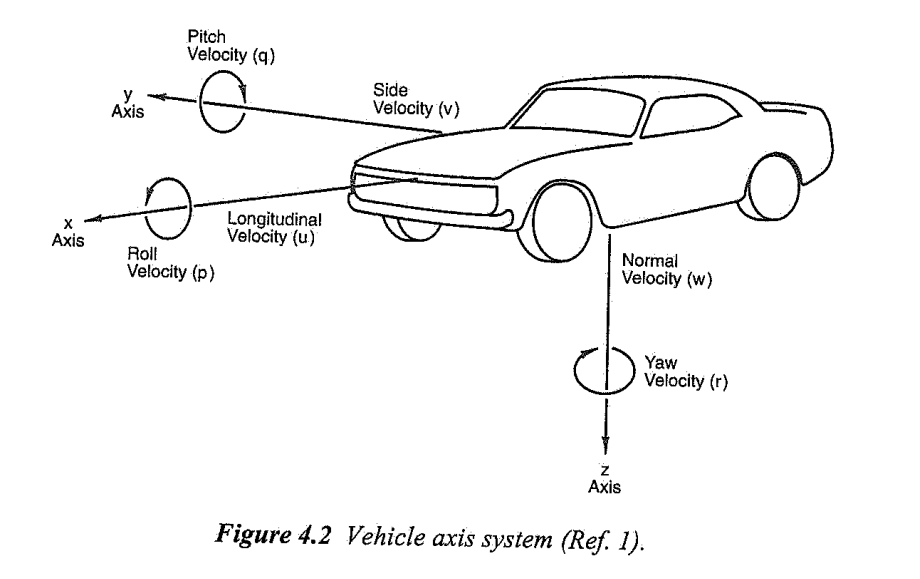 Pitch
Velocity (q)
y
Axis
Side
Velocity (v)
x
Axis
Roll
Velocity (p)
Longitudinal
Velocity (u)
Normal
Velocity (w)
Yaw
Velocity (r)
z
Axis
Figure 4.2 Vehicle axis system (Ref. 1).